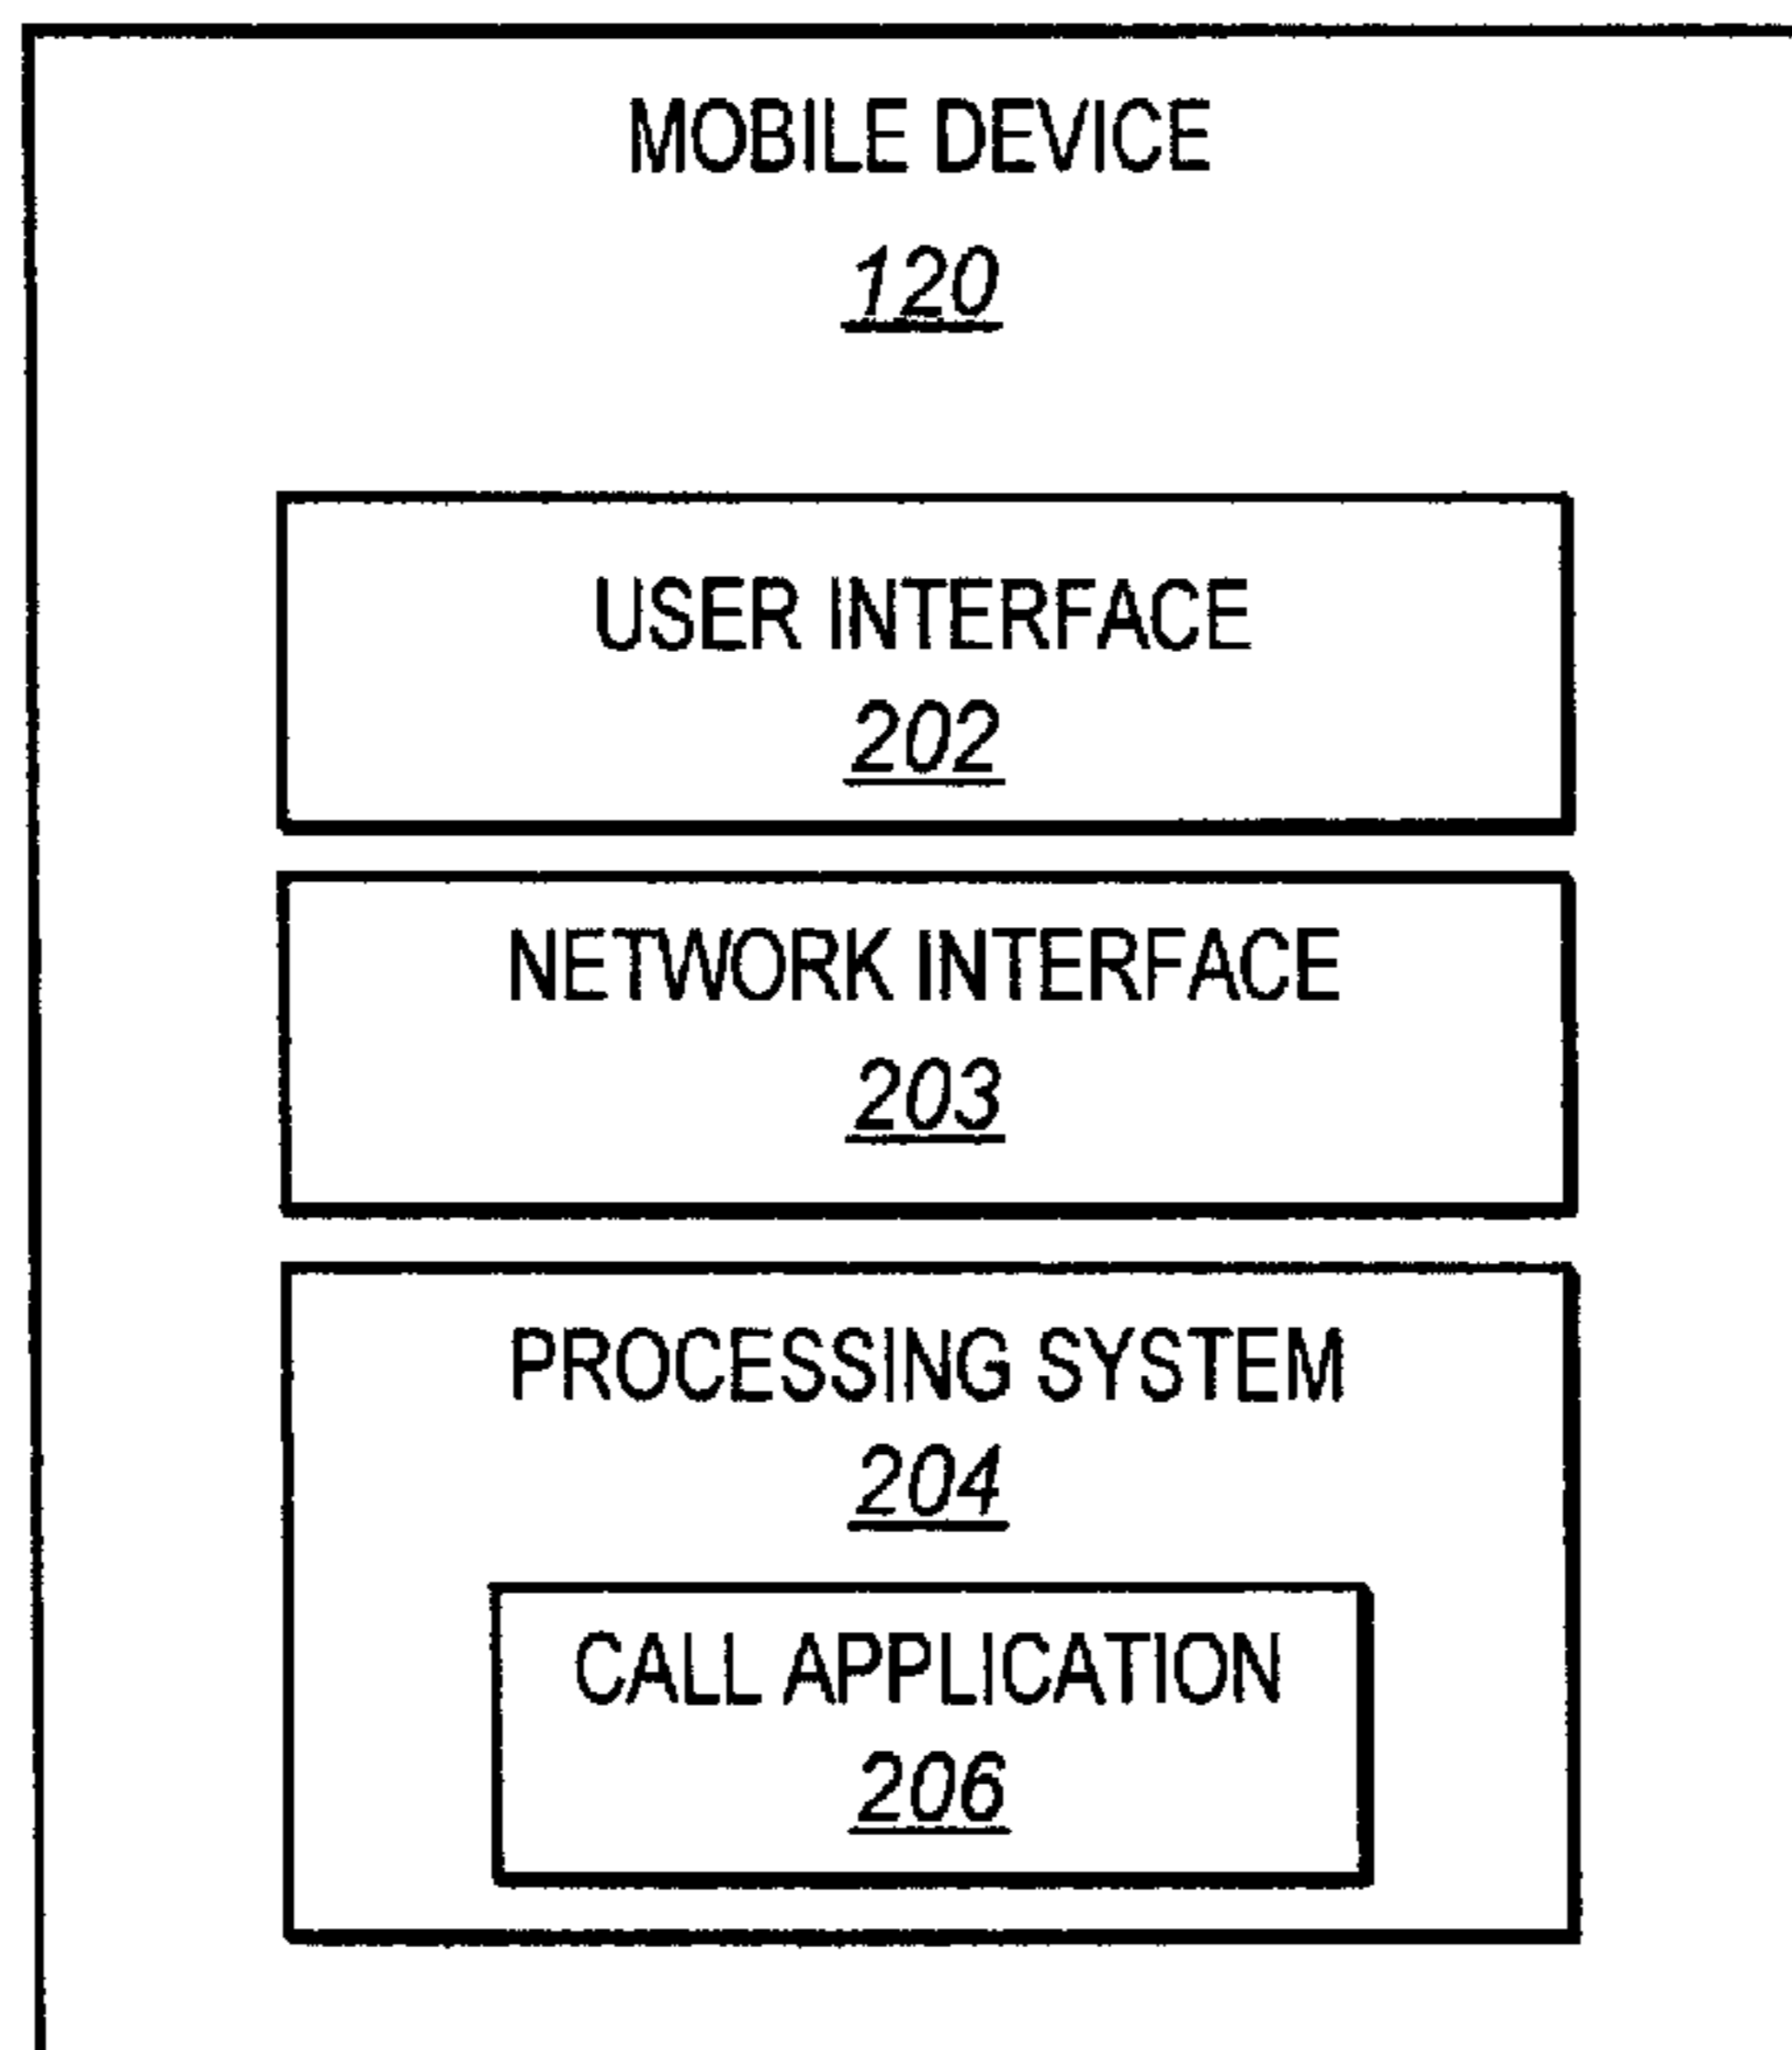 MOBILE DEVICE
120
USER INTERFACE
202
NETWORK INTERFACE
203
PROCESSING SYSTEM
204
CALL APPLICATION
206